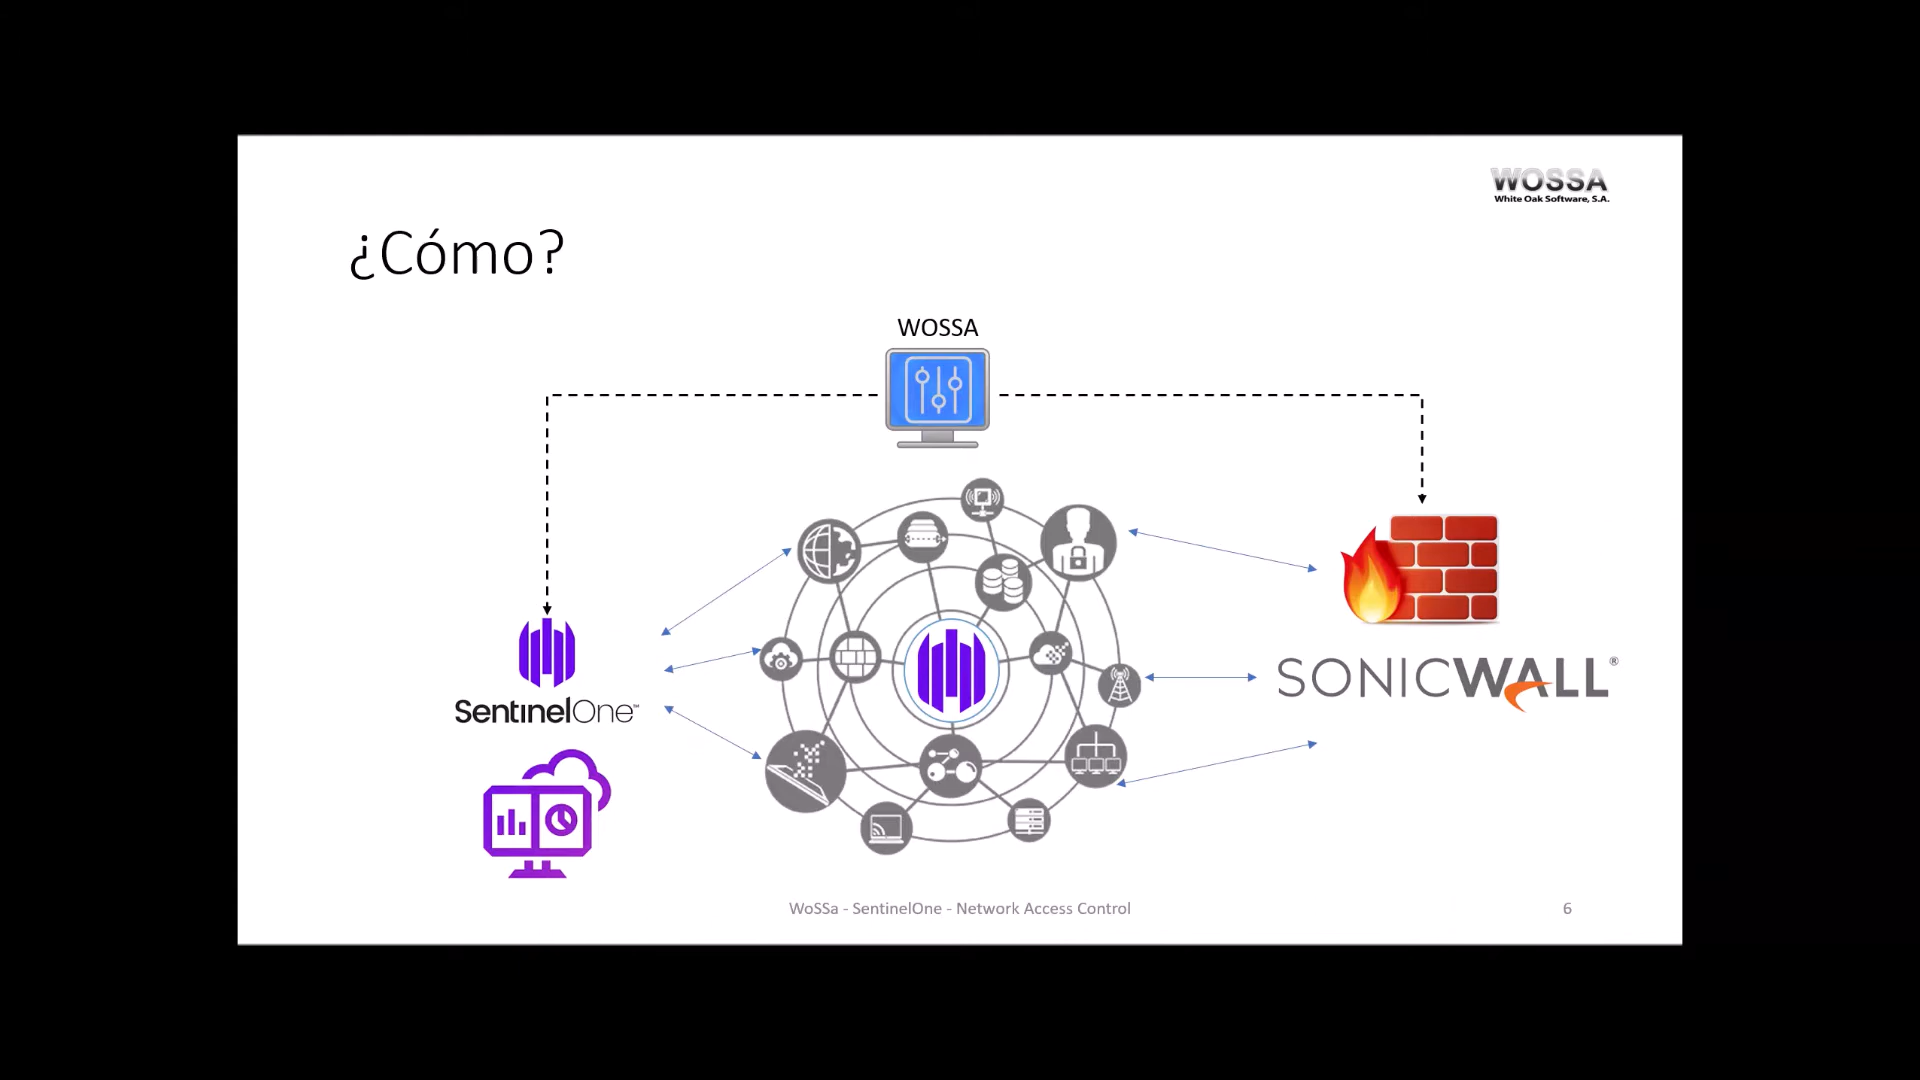 WOSSA
White Oak Software, S.A.
¿Cómo?
WOSSA
SentinelOne™
SONICWALL®
WoSSa - SentinelOne - Network Access Control
6